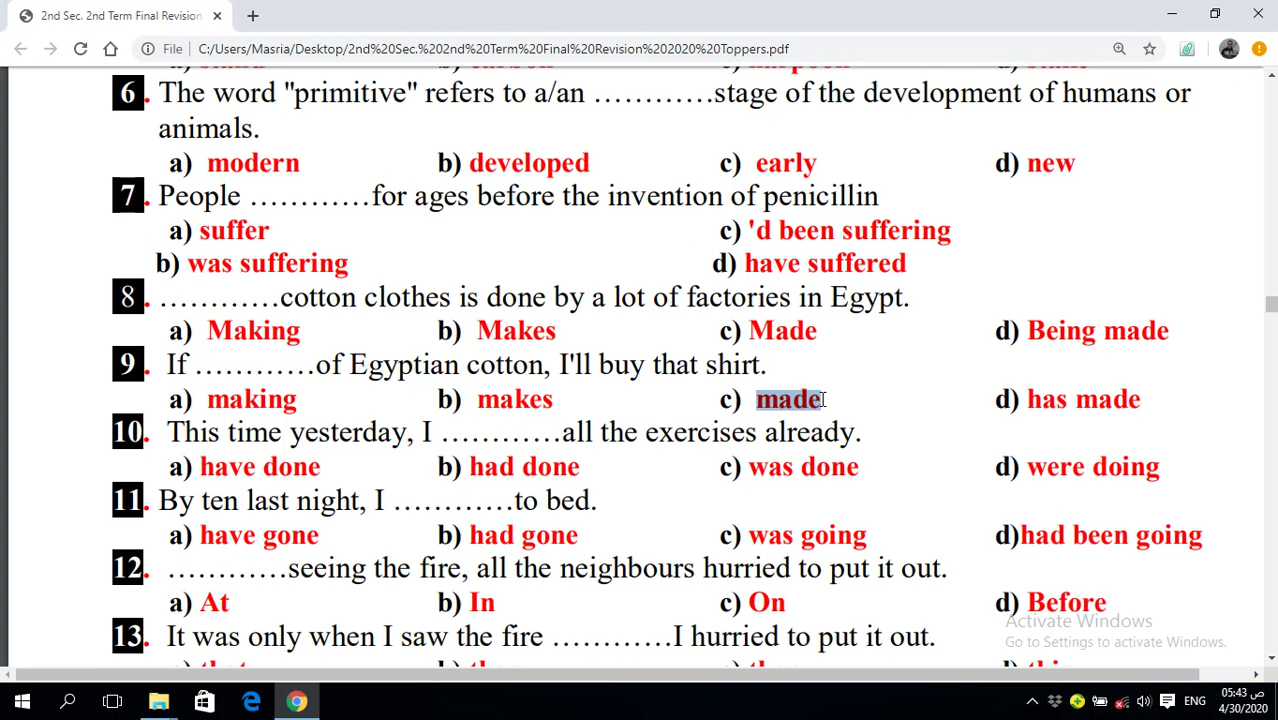 2nd Sec. 2nd Term Final Revision
File C:/Users/Masria/Desktop/2nd%20Sec.%202nd%20Term%20Final%20Revision%202020%20Toppers.pdf
6. The word "primitive" refers to a/an …………stage of the development of humans or
animals.
a) modern b) developed c) early d) new
7. People …………for ages before the invention of penicillin
a) suffer c) 'd been suffering
b) was suffering d) have suffered
8. …………cotton clothes is done by a lot of factories in Egypt.
a) Making b) Makes c) Made d) Being made
9. If …………of Egyptian cotton, I'll buy that shirt.
a) making b) makes c) made d) has made
10. This time yesterday, I …………all the exercises already.
a) have done b) had done c) was done d) were doing
11. By ten last night, I …………to bed.
a) have gone b) had gone c) was going d)had been going
12. …………seeing the fire, all the neighbours hurried to put it out.
a) At b) In c) On d) Before
Activate Windows
13. It was only when I saw the fire …………I hurried to put it out.
Go to Settings to activate Windows.
ENG 05:43 ص
4/30/2020